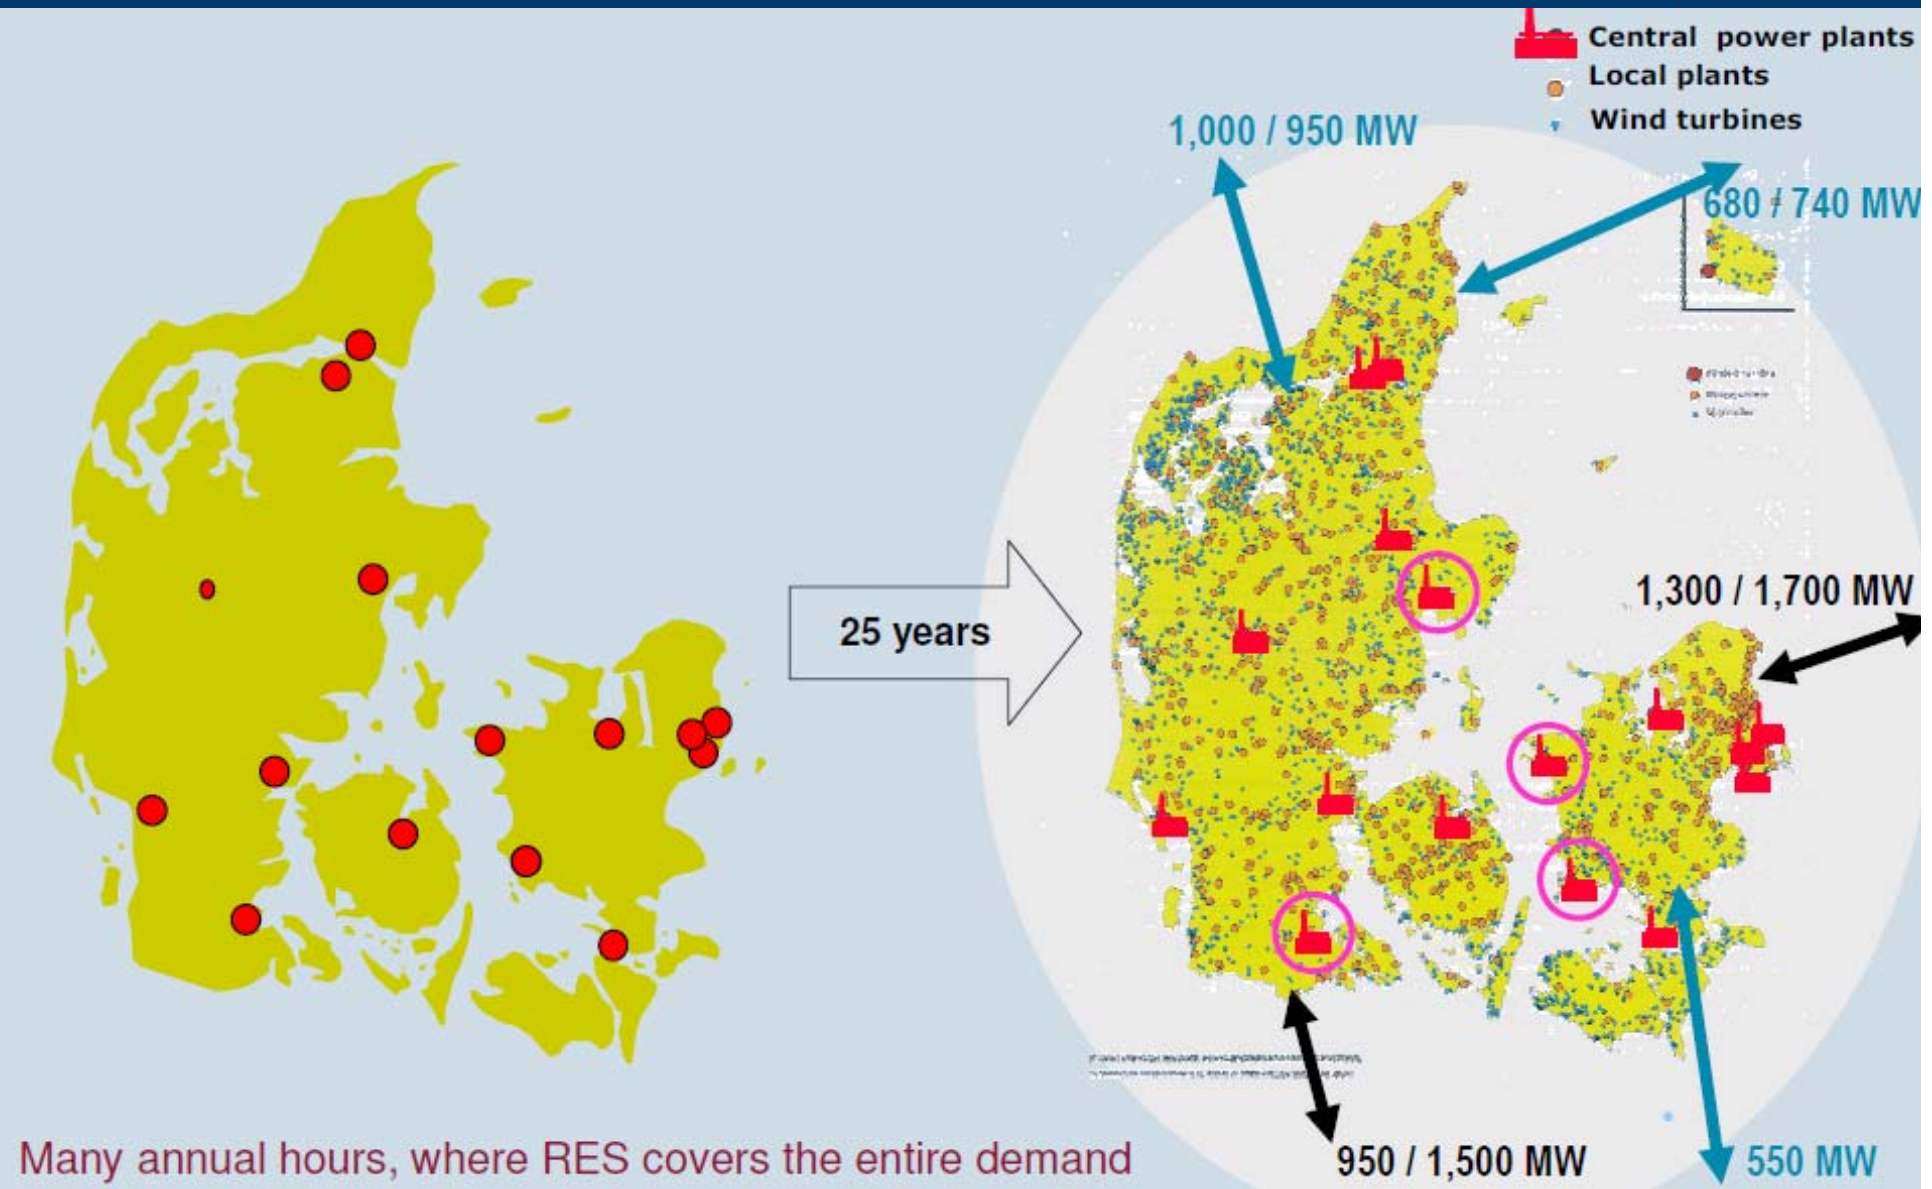 Central power plants
Local plants
Wind turbines
1,000 / 950 MW
680 / 740 MW
25 years
1,300 / 1,700 MW
950 / 1,500 MW
550 MW
Many annual hours, where RES covers the entire demand